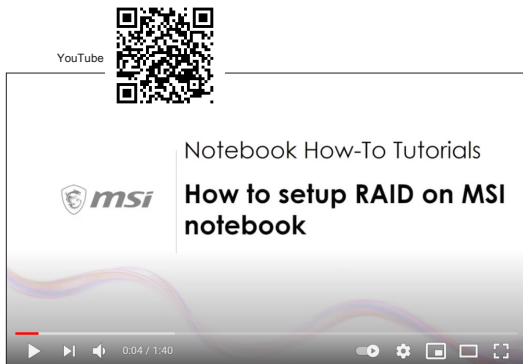 YouTube
Notebook How-To Tutorials
msi
How to setup RAID on MSI
notebook
0:04 / 1:40